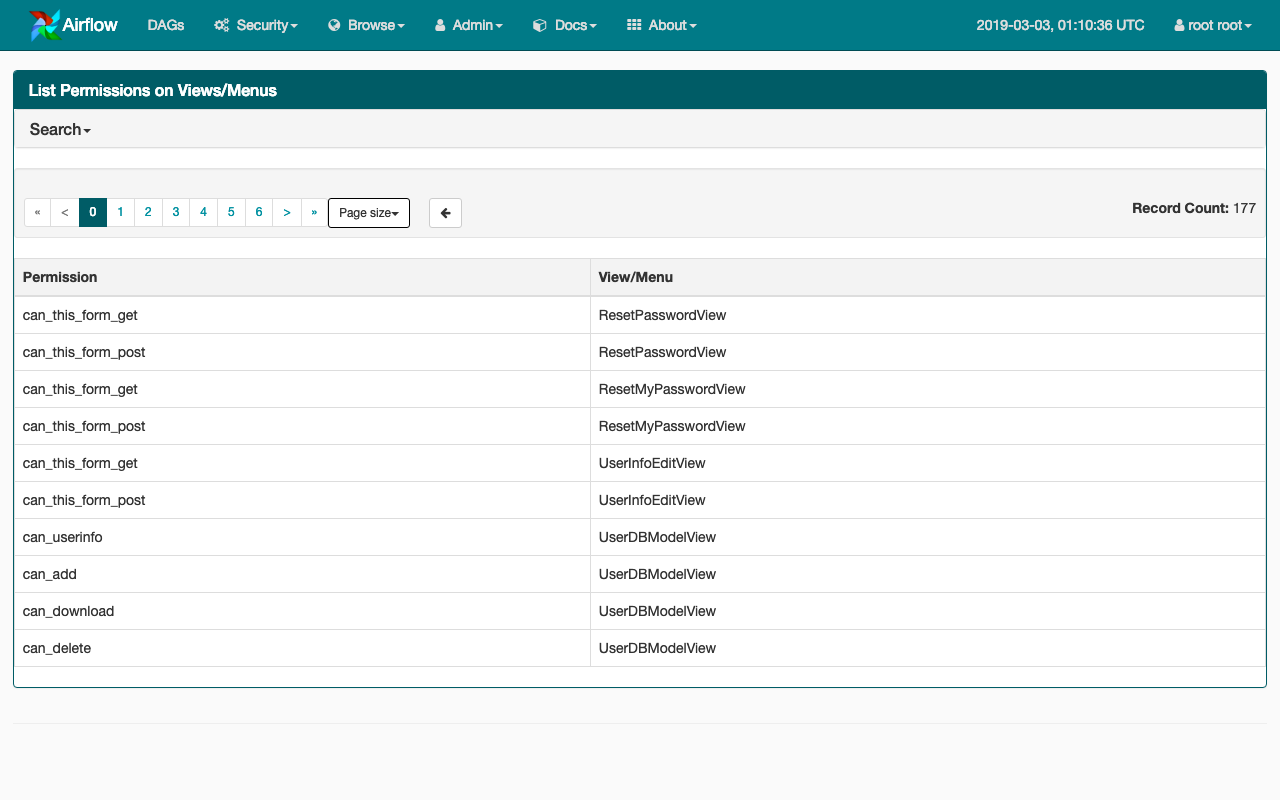 Airflow DAGs Security Browse Admin Docs About 2019-03-03, 01:10:36 UTC root root
List Permissions on Views/Menus
Search
« < 0 1 2 3 4 5 6 > » Page size Record Count: 177
Permission View/Menu
can_this_form_get ResetPasswordView
can_this_form_post ResetPasswordView
can_this_form_get ResetMyPasswordView
can_this_form_post ResetMyPasswordView
can_this_form_get UserInfoEditView
can_this_form_post UserInfoEditView
can_userinfo UserDBModelView
can_add UserDBModelView
can_download UserDBModelView
can_delete UserDBModelView